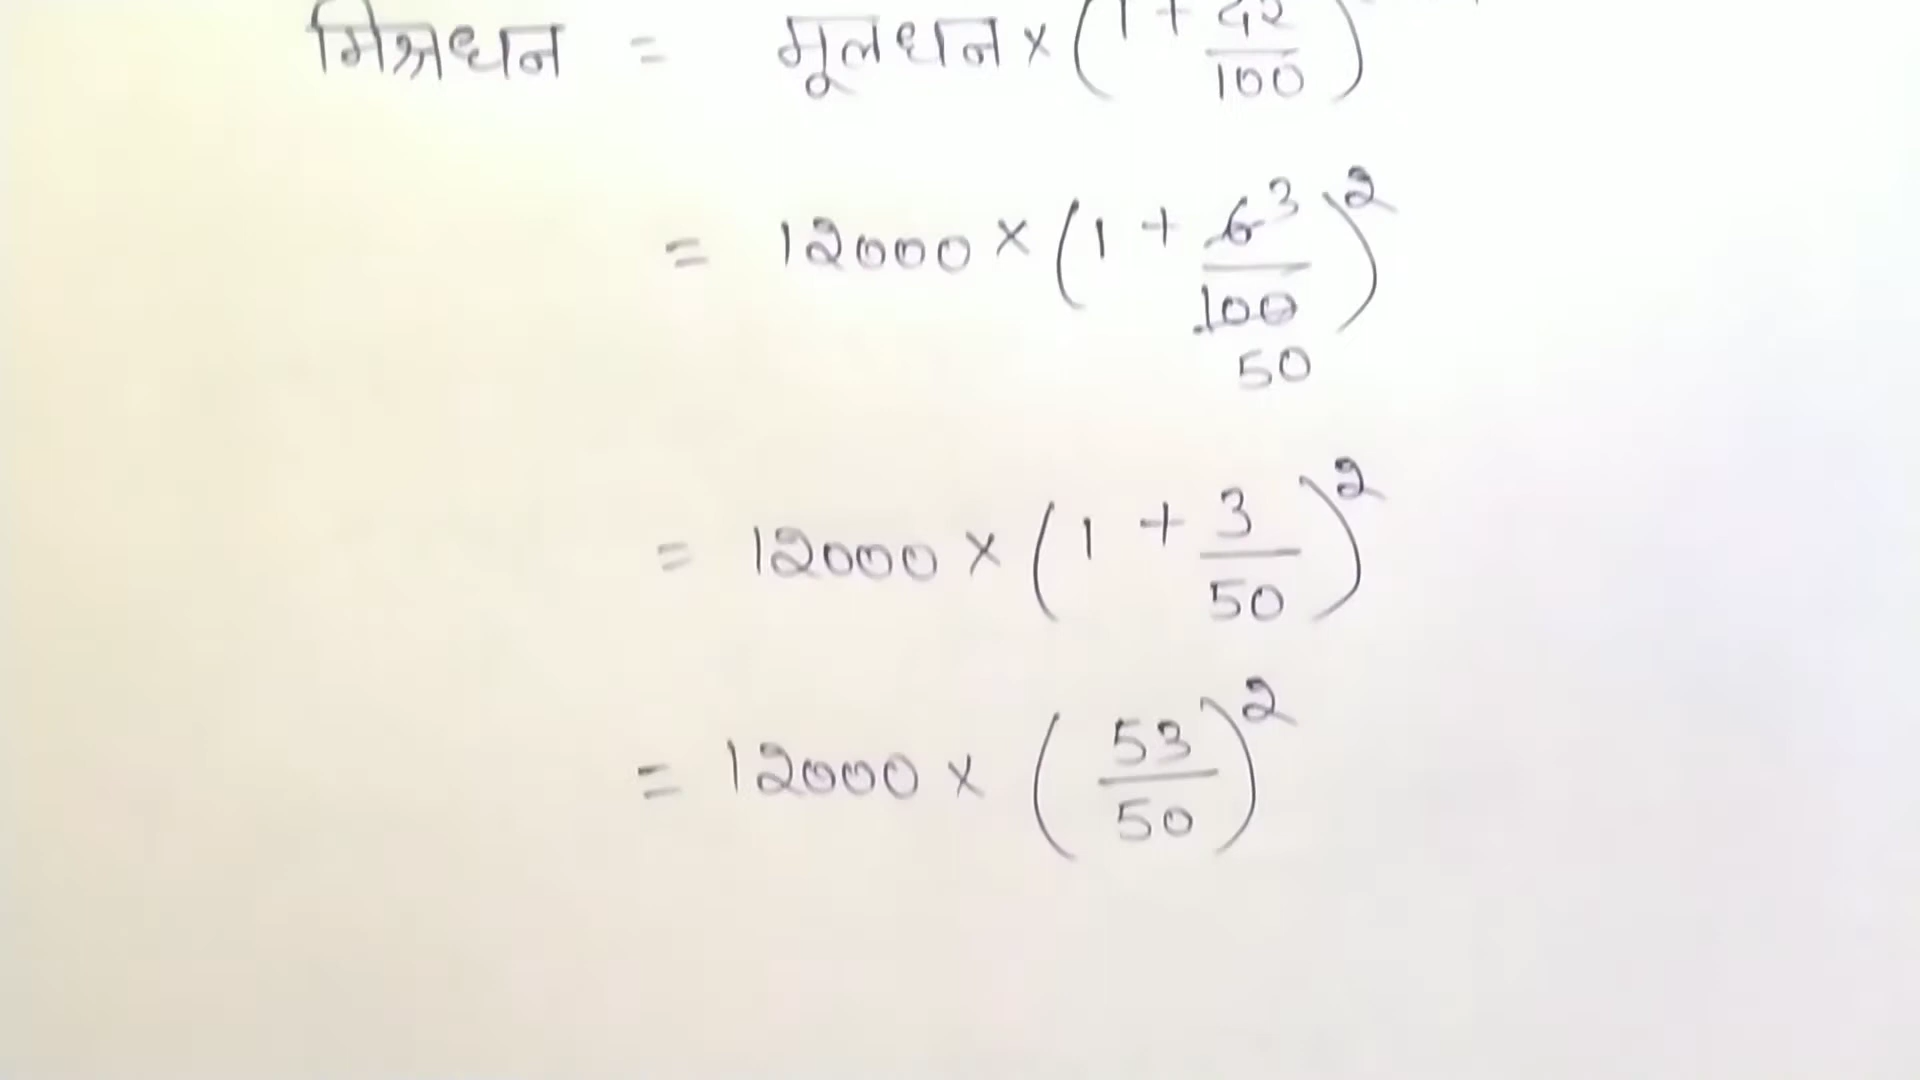 मिश्रधन = मूलधन × (1 + दर/100)
= 12000 × (1 + 6 3/100 50)²
= 12000 × (1 + 3/50)²
= 12000 × (53/50)²